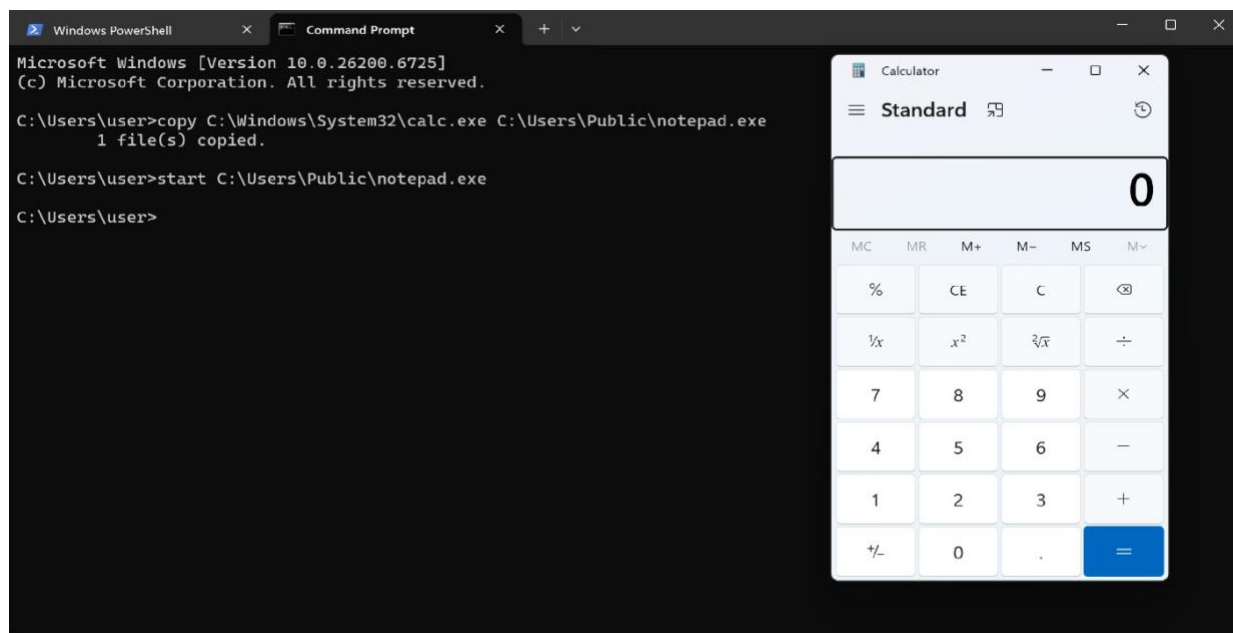 Windows PowerShell
Command Prompt
Microsoft Windows [Version 10.0.26200.6725]
(c) Microsoft Corporation. All rights reserved.
C:\Users\user>copy C:\Windows\System32\calc.exe C:\Users\Public\notepad.exe
1 file(s) copied.
C:\Users\user>start C:\Users\Public\notepad.exe
C:\Users\user>
Calculator
Standard
0
MC MR M+ M− MS M
% CE C
¹/x x² ²√x ÷
7 8 9 ×
4 5 6 −
1 2 3 +
+/− 0 . =